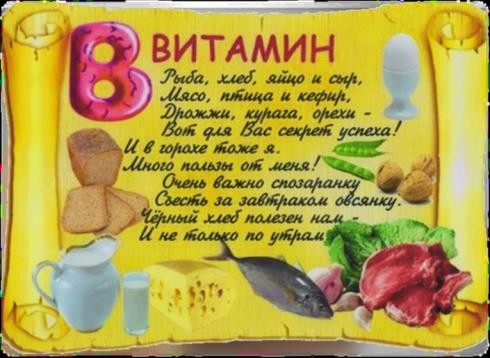 B ВИТАМИН
Рыба, хлеб, яйцо и сыр,
Мясо, птица и кефир,
Дрожжи, курага, орехи -
Вот для Вас секрет успеха!
И в горохе тоже я.
Много пользы от меня!
Очень важно спозаранку
Съесть за завтраком овсянку.
Чёрный хлеб полезен нам -
И не только по утрам